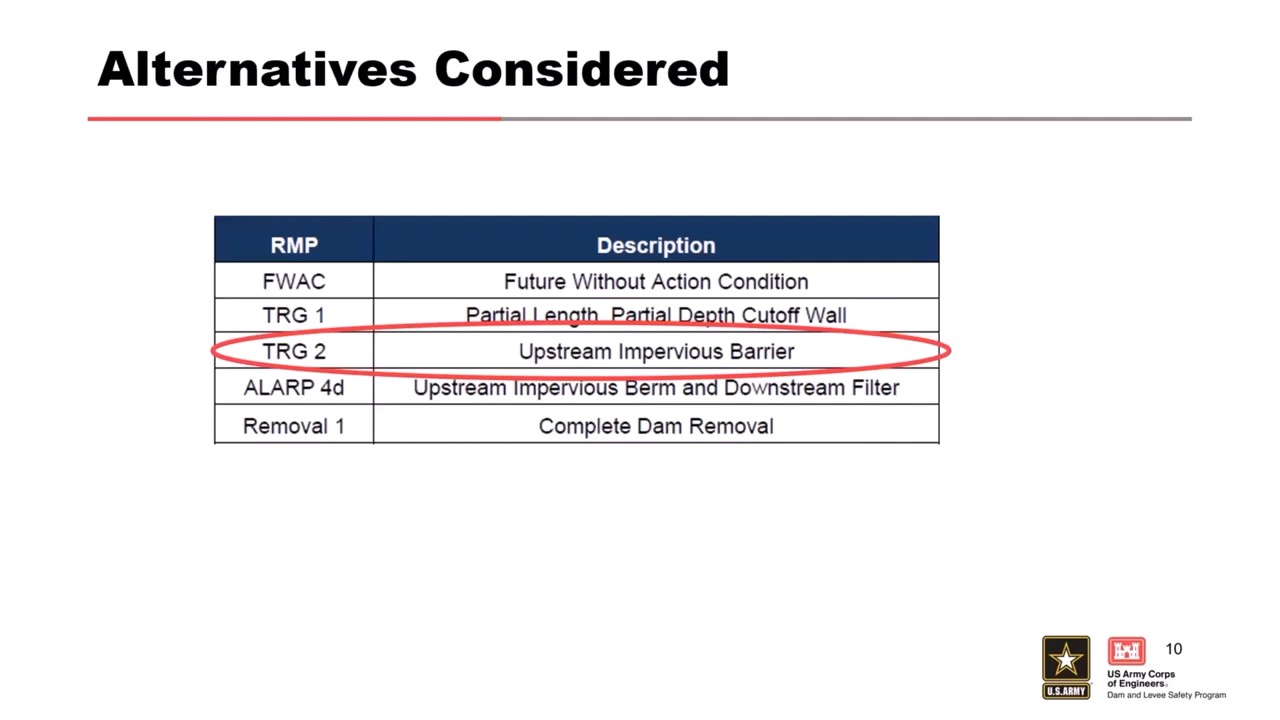 Alternatives Considered
RMP Description
FWAC Future Without Action Condition
TRG 1 Partial Length, Partial Depth Cutoff Wall
TRG 2 Upstream Impervious Barrier
ALARP 4d Upstream Impervious Berm and Downstream Filter
Removal 1 Complete Dam Removal
10
U.S.ARMY
US Army Corps
of Engineers®
Dam and Levee Safety Program